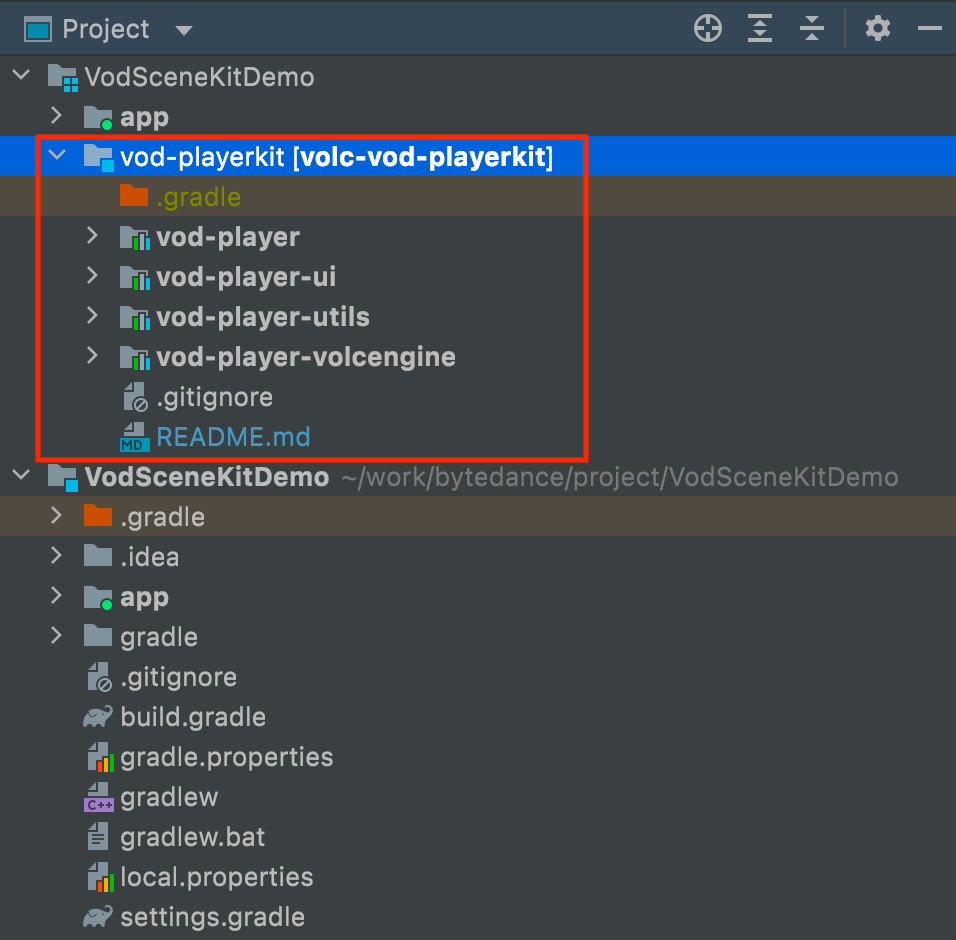 Project
VodSceneKitDemo
app
vod-playerkit [volc-vod-playerkit]
.gradle
vod-player
vod-player-ui
vod-player-utils
vod-player-volcengine
.gitignore
MD README.md
VodSceneKitDemo ~/work/bytedance/project/VodSceneKitDemo
.gradle
.idea
app
gradle
.gitignore
build.gradle
gradle.properties
C++ gradlew
gradlew.bat
local.properties
settings.gradle